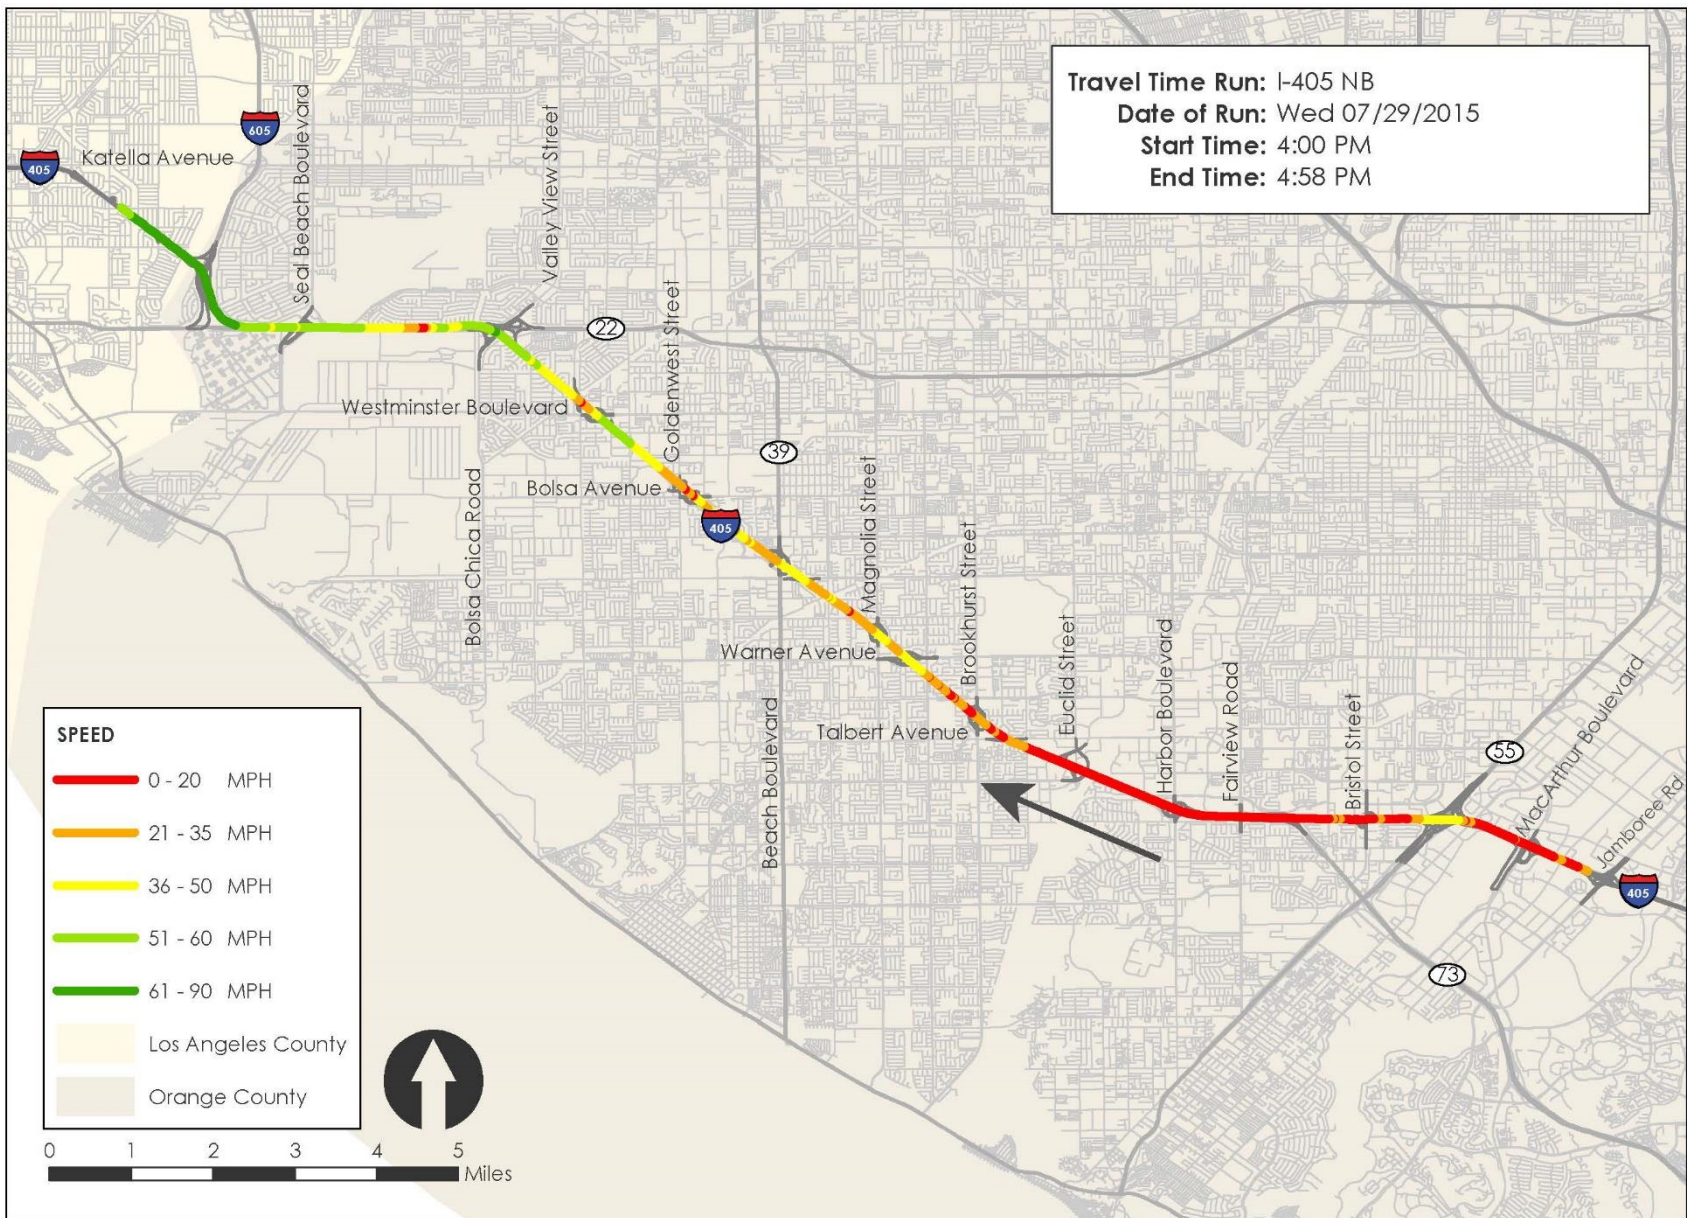 Travel Time Run: I-405 NB
Date of Run: Wed 07/29/2015
Start Time: 4:00 PM
End Time: 4:58 PM
605
Katella Avenue
405
Seal Beach Boulevard
Valley View Street
22
Goldenwest Street
Westminster Boulevard
39
Bolsa Avenue
405
Bolsa Chica Road
Magnolia Street
Warner Avenue
Brookhurst Street
Euclid Street
Talbert Avenue
Harbor Boulevard
Fairview Road
Bristol Street
Beach Boulevard
55
MacArthur Boulevard
Jamboree Rd
405
73
SPEED
0 - 20 MPH
21 - 35 MPH
36 - 50 MPH
51 - 60 MPH
61 - 90 MPH
Los Angeles County
Orange County
0 1 2 3 4 5
Miles